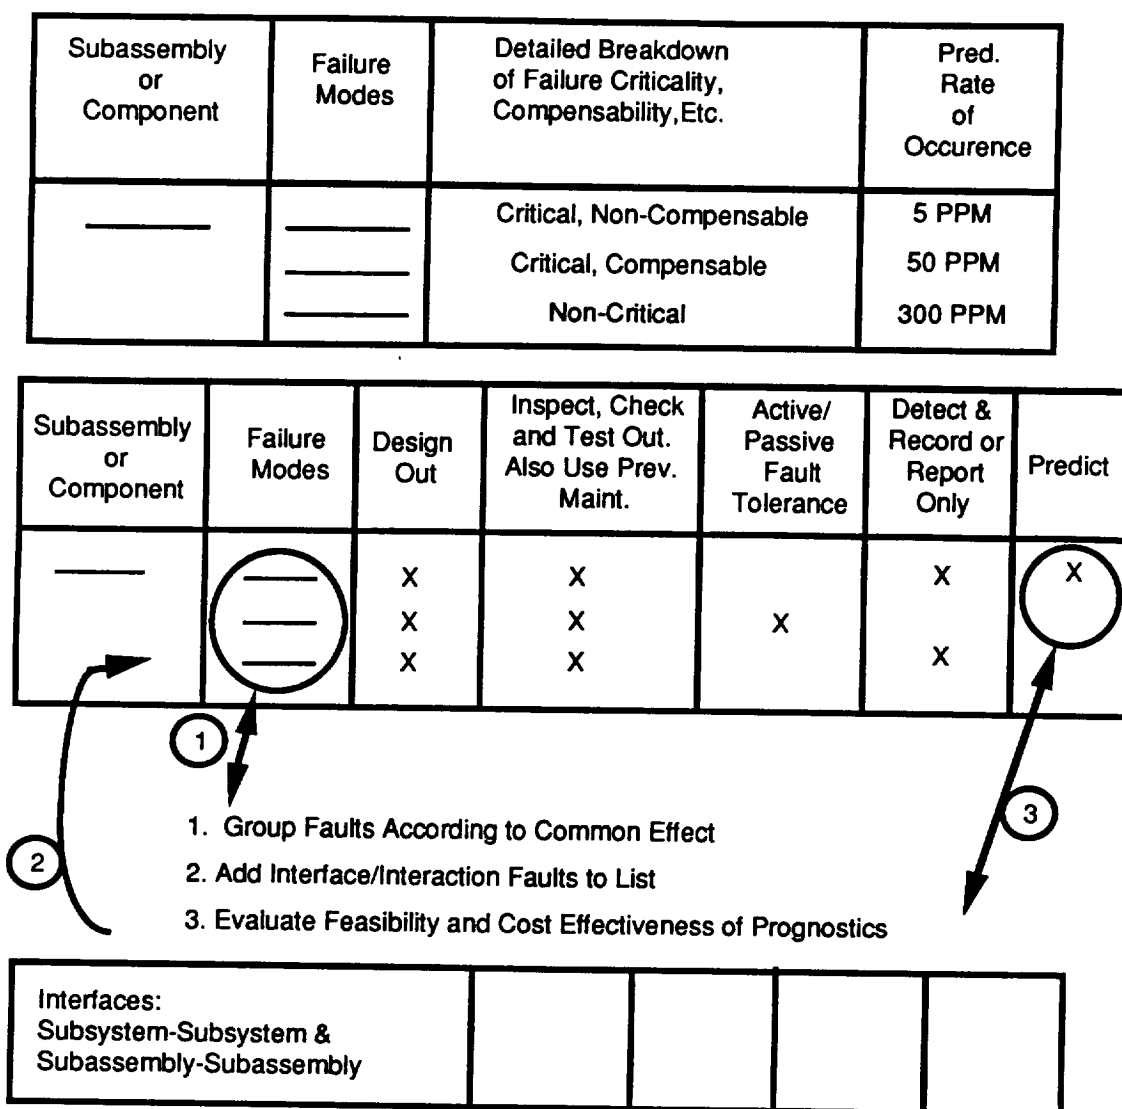 Subassembly
or
Component
Failure
Modes
Detailed Breakdown
of Failure Criticality,
Compensability,Etc.
Pred.
Rate
of
Occurence
Critical, Non-Compensable
5 PPM
Critical, Compensable
50 PPM
Non-Critical
300 PPM
Subassembly
or
Component
Failure
Modes
Design
Out
Inspect, Check
and Test Out.
Also Use Prev.
Maint.
Active/
Passive
Fault
Tolerance
Detect &
Record or
Report
Only
Predict
X X X X
X X X
X X X
1
2
3
1. Group Faults According to Common Effect
2. Add Interface/Interaction Faults to List
3. Evaluate Feasibility and Cost Effectiveness of Prognostics
Interfaces:
Subsystem-Subsystem &
Subassembly-Subassembly